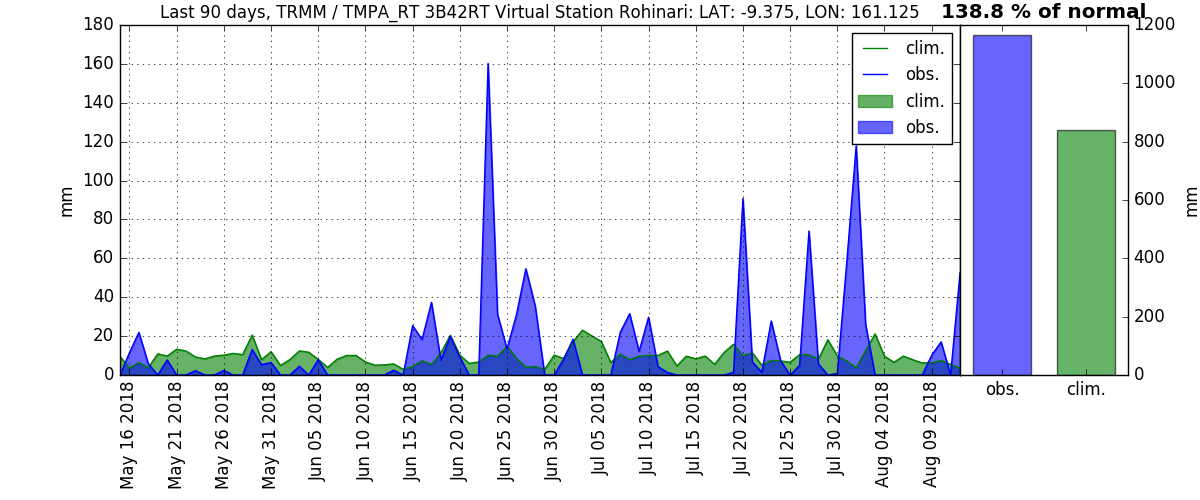 Last 90 days, TRMM / TMPA_RT 3B42RT Virtual Station Rohinari: LAT: -9.375, LON: 161.125
138.8 % of normal
180
160
140
120
100
80
60
40
20
0
mm
clim.
obs.
clim.
obs.
1200
1000
800
600
400
200
0
mm
May 16 2018
May 21 2018
May 26 2018
May 31 2018
Jun 05 2018
Jun 10 2018
Jun 15 2018
Jun 20 2018
Jun 25 2018
Jun 30 2018
Jul 05 2018
Jul 10 2018
Jul 15 2018
Jul 20 2018
Jul 25 2018
Jul 30 2018
Aug 04 2018
Aug 09 2018
obs.
clim.